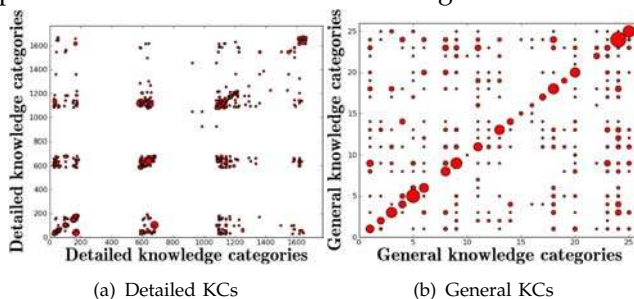 Detailed knowledge categories
1600
1400
1200
1000
800
600
400
200
0
0 200 400 600 800 1000 1200 1400 1600
Detailed knowledge categories
(a) Detailed KCs
General knowledge categories
25
20
15
10
5
0
0 5 10 15 20 25
General knowledge categories
(b) General KCs